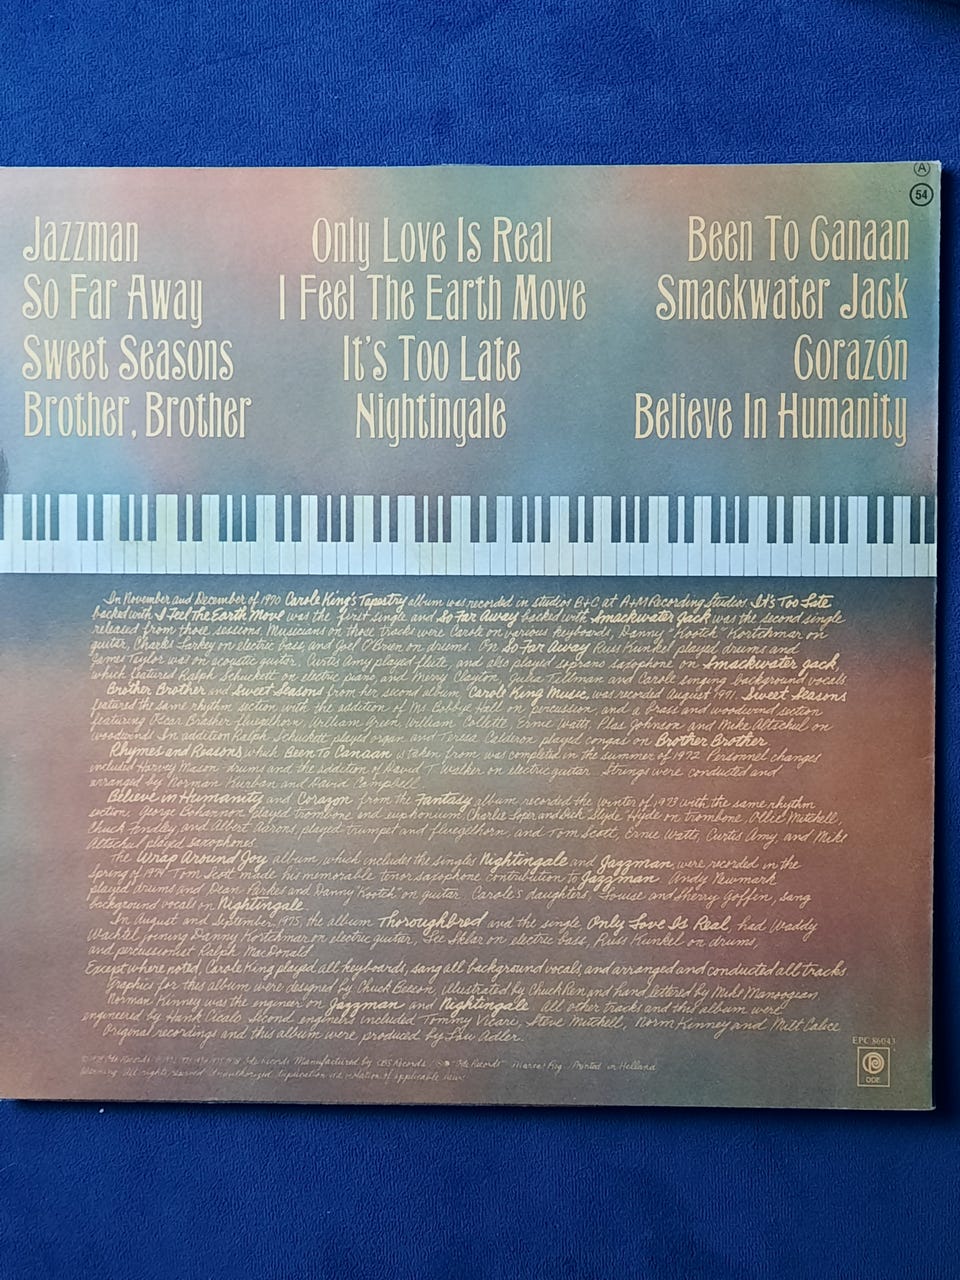 A
54
Jazzman
So Far Away
Sweet Seasons
Brother, Brother
Only Love Is Real
I Feel The Earth Move
It's Too Late
Nightingale
Been To Canaan
Smackwater Jack
Corazón
Believe In Humanity
In November and December of 1970 Carole King's Tapestry album was recorded in studios B+C at A+M Recording Studios. It's Too Late
backed with I Feel The Earth Move was the first single and So Far Away backed with Smackwater Jack was the second single
released from those sessions. Musicians on those tracks were Carole on various keyboards, Danny "Kootch" Kortchmar on
guitar, Charles Larkey on electric bass, and Joel O'Brien on drums. On So Far Away Russ Kunkel played drums and
James Taylor was on acoustic guitar. Curtis Amy played flute, and also played soprano saxophone on Smackwater Jack,
which featured Ralph Schuckett on electric piano and Merry Clayton, Julia Tillman and Carole singing background vocals
Brother Brother and Sweet Seasons from her second album "Carole King Music, was recorded August 1971. Sweet Seasons
featured the same rhythm section with the addition of Ms. Bobbye Hall on percussion, and a brass and woodwind section
featuring Oscar Brasher-fluegelhorn, William Green, William Collette, Ernie Watts, Plas Johnson and Mike Altschul on
woodwinds. In addition Ralph Schuckett played organ and Teresa Calderon played congas on Brother Brother
Rhymes and Reasons, which Been To Canaan is taken from was completed in the summer of 1972. Personnel changes
included Harvey Mason-drums and the addition of David T. Walker on electric guitar. Strings were conducted and
arranged by Norman Kurban and David Campbell
Believe in Humanity and Corazon from the Fantasy album recorded the winter of 1973 with the same rhythm
section. George Bohannon played trombone and euphonium, Charlie Loper and Dick Slyde Hyde on trombone, Ollie Mitchell,
Chuck Findley, and Albert Aarons, played trumpet and fluegelhorn, and Tom Scott, Ernie Watts, Curtis Amy, and Mike
Altschul played saxophones.
The Wrap Around Joy album, which includes the singles Nightingale and Jazzman, were recorded in the
Spring of 1974 Tom Scott made his memorable tenor saxophone contribution to Jazzman. Andy Newmark
played drums and Dean Parks and Danny "Kootch" on guitar. Carole's daughters, Louise and Sherry Goffin, sang
background vocals on Nightingale
In August and September, 1975, the album Thoroughbred and the single, Only Love Is Real, had Waddy
Wachtel joining Danny Kortchmar on electric guitar, Lee Sklar on electric bass, Russ Kunkel on drums,
and percussionist Ralph MacDonald.
Except where noted, Carole King played all keyboards, sang all background vocals, and arranged and conducted all tracks
Graphics for this album were designed by Chuck Beeson, illustrated by Chuck Ren and hand lettered by Mike Manoogian
Norman Kinney was the engineer on Jazzman and Nightingale. All other tracks and this album were
engineered by Hank Cicalo. Second engineers included Tommy Vicari, Steve Mitchell, Norm Kinney and Milt Calice
Original recordings and this album were produced by Lou Adler.
Ode Records Manufactured by CBS Records "Ode Records" Marca Reg. Printed in Holland
Warning: All rights reserved. Unauthorized duplication is a violation of applicable laws
EPC 86043
ODE